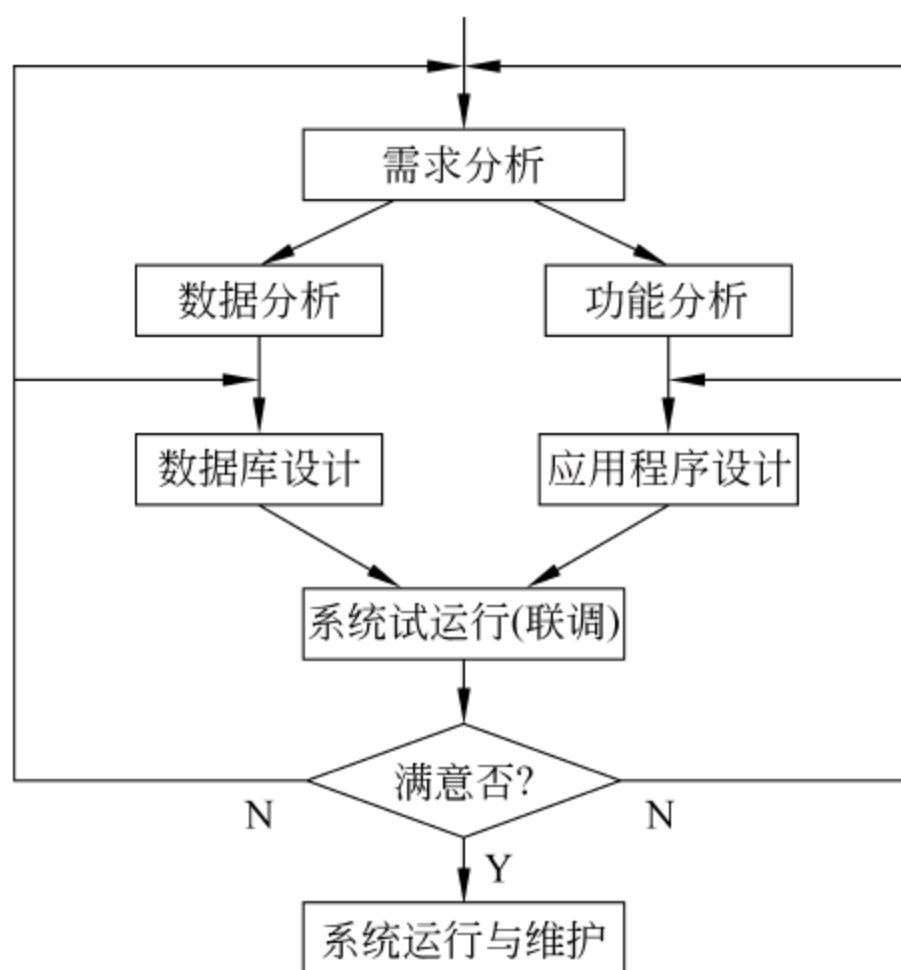 需求分析
数据分析
功能分析
数据库设计
应用程序设计
系统试运行(联调)
满意否?
N
N
Y
系统运行与维护